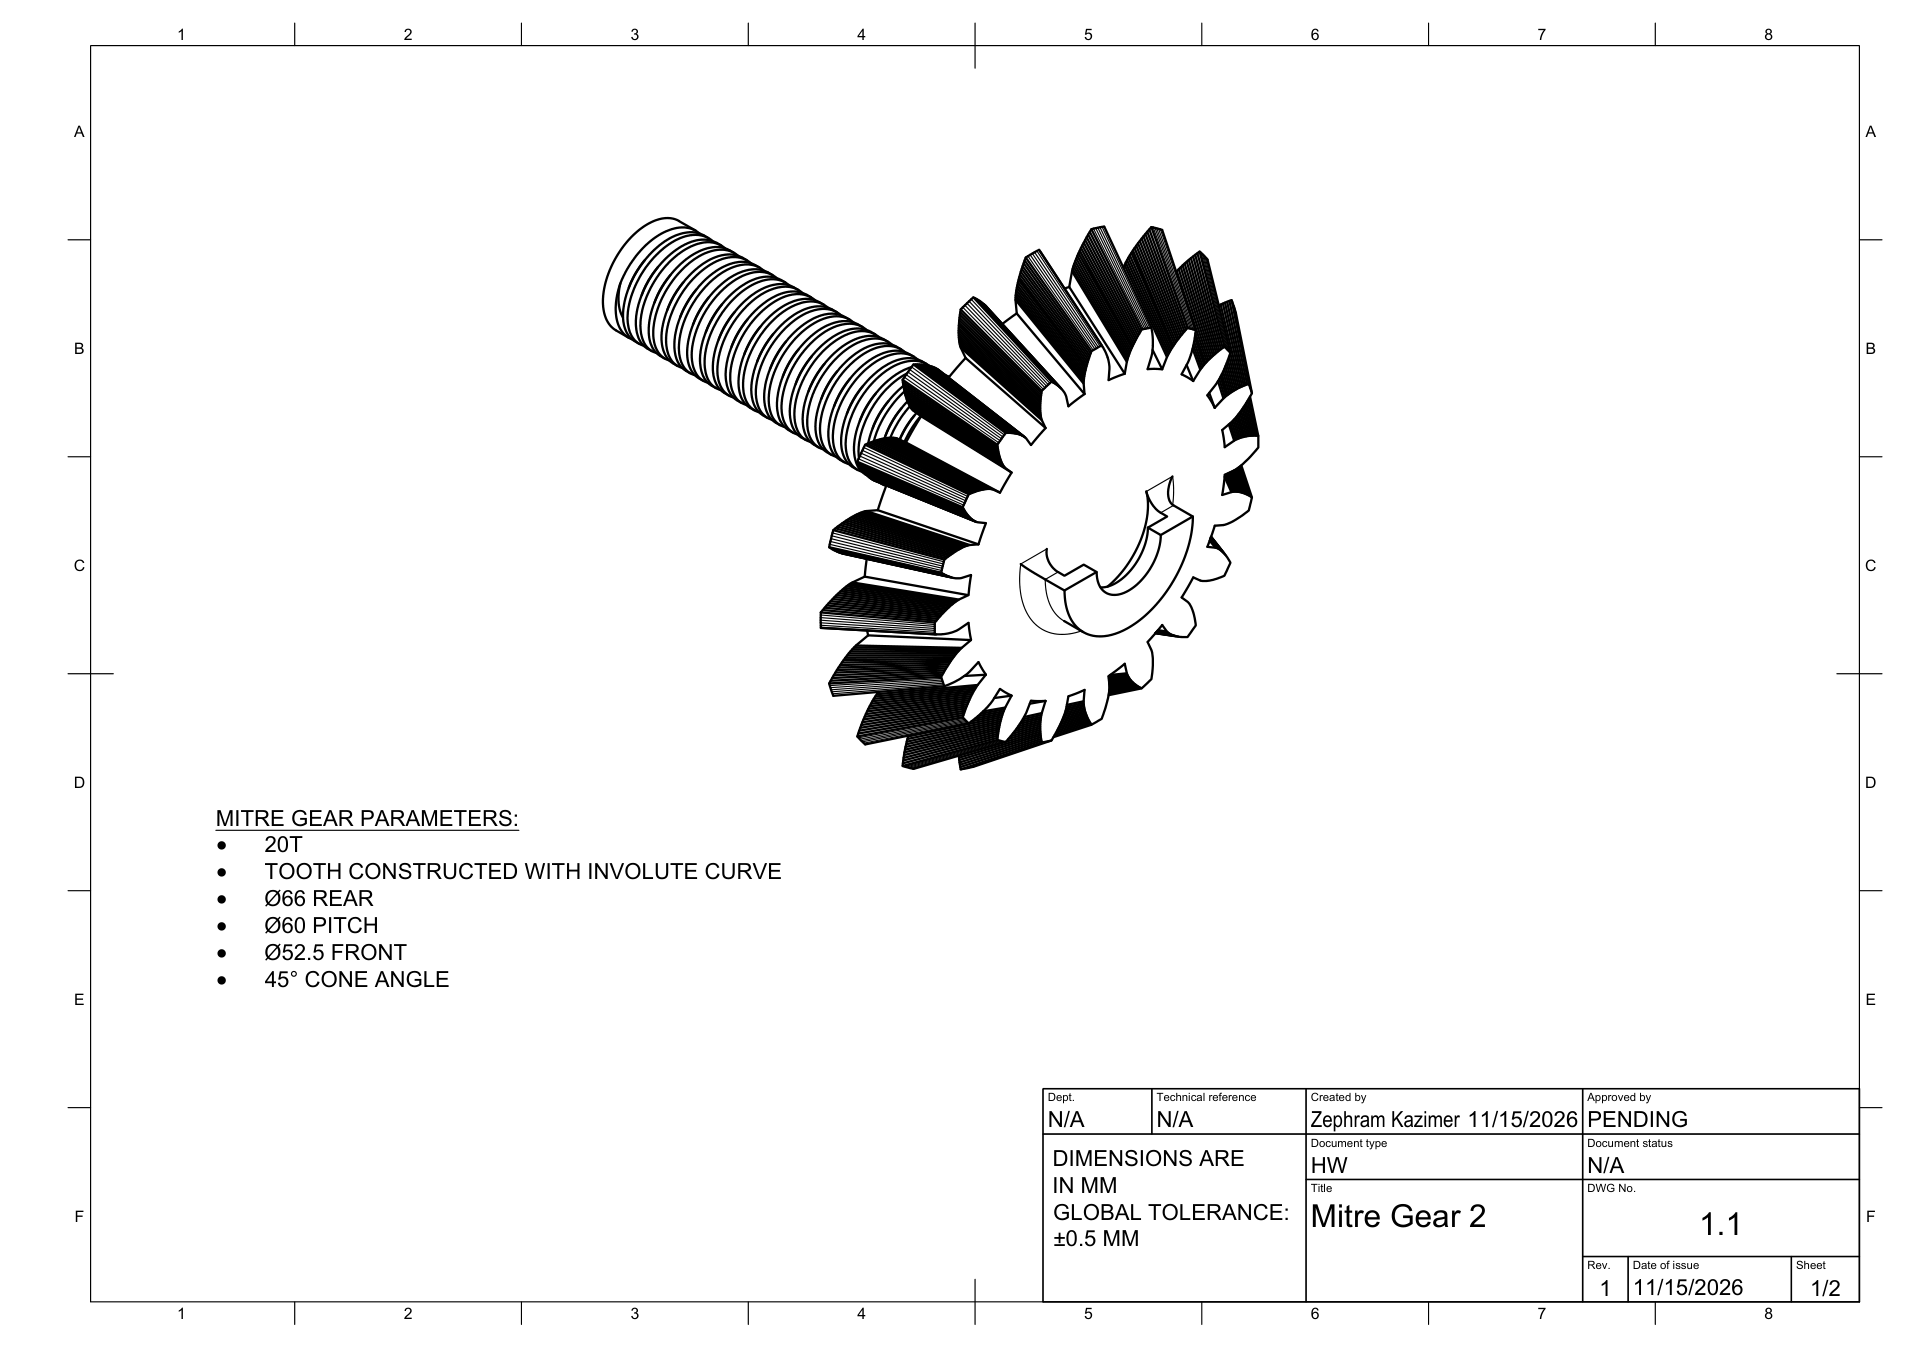 1 2 3 4 5 6 7 8
A A
B B
C C
D D
E E
F F
MITRE GEAR PARAMETERS:
• 20T
• TOOTH CONSTRUCTED WITH INVOLUTE CURVE
• Ø66 REAR
• Ø60 PITCH
• Ø52.5 FRONT
• 45° CONE ANGLE
Dept. Technical reference Created by Approved by
N/A N/A Zephram Kazimer 11/15/2026 PENDING
DIMENSIONS ARE
IN MM
GLOBAL TOLERANCE:
±0.5 MM
Document type Document status
HW N/A
Title DWG No.
Mitre Gear 2 1.1
Rev. Date of issue Sheet
1 11/15/2026 1/2
1 2 3 4 5 6 7 8